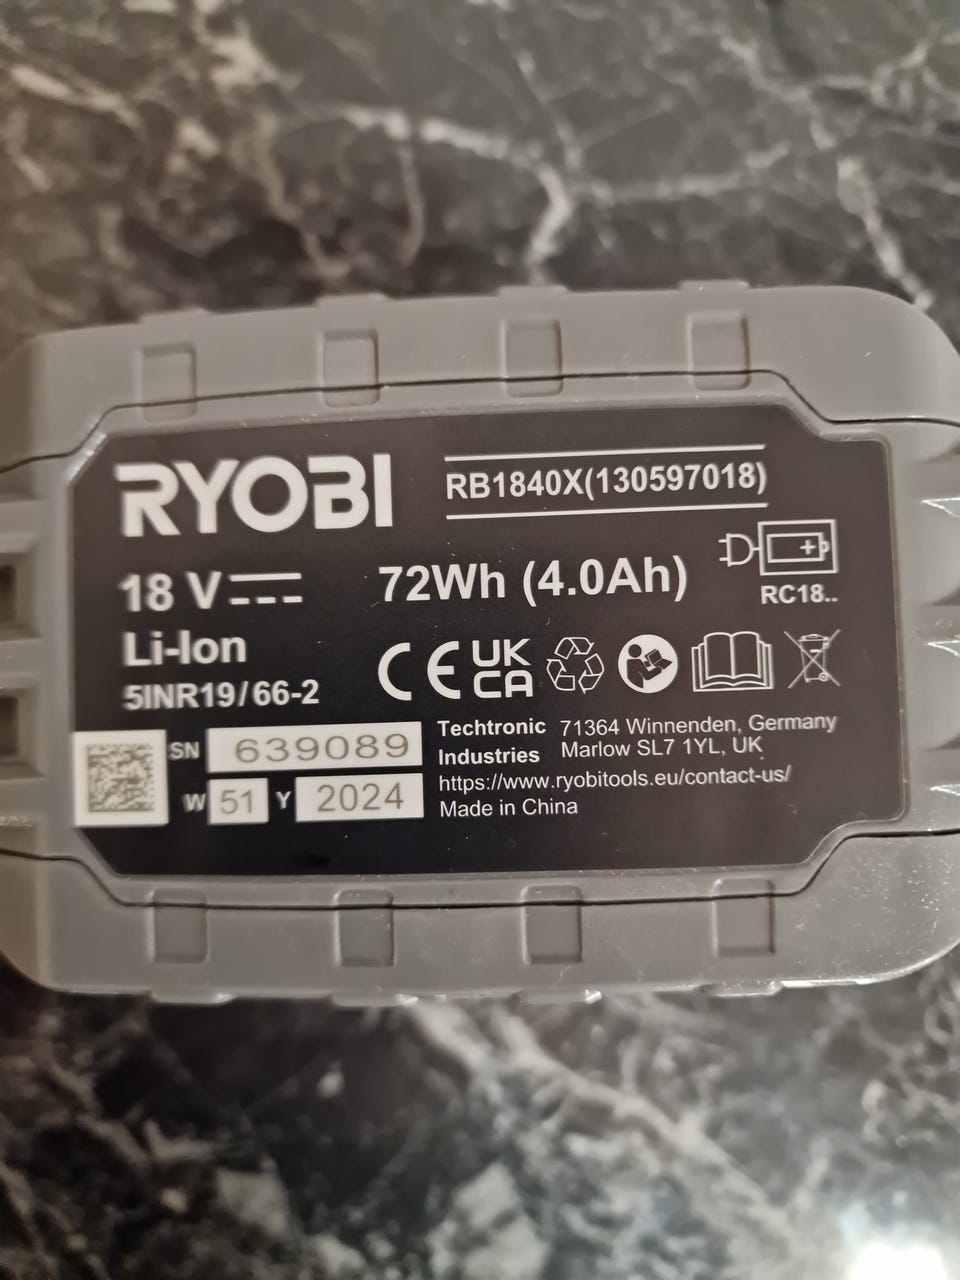 RYOBI
RB1840X(130597018)
18 V
72Wh (4.0Ah)
RC18..
Li-Ion
5INR19/66-2
CE UK CA
SN 639089
W 51 Y 2024
Techtronic Industries
71364 Winnenden, Germany
Marlow SL7 1YL, UK
https://www.ryobitools.eu/contact-us/
Made in China